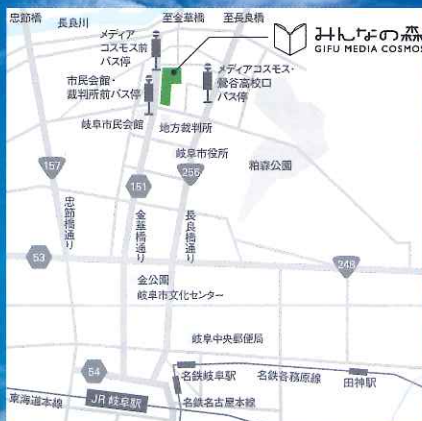 忠節橋
長良川
至金華橋
至長良橋
みんなの森
GIFU MEDIA COSMOS
メディア
コスモス前
バス停
メディアコスモス・
鶯谷高校口
バス停
市民会館・
裁判所前バス停
岐阜市民会館
地方裁判所
岐阜市役所
粕森公園
157
256
151
忠節橋通り
金華橋通り
長良橋通り
53
248
金公園
岐阜市文化センター
岐阜中央郵便局
54
名鉄岐阜駅
名鉄各務原線
田神駅
東海道本線
JR 岐阜駅
名鉄名古屋本線